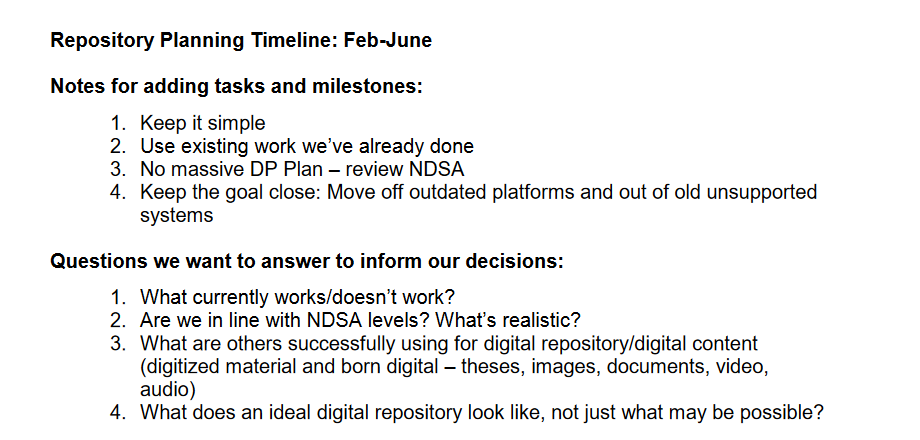 Repository Planning Timeline: Feb-June
Notes for adding tasks and milestones:
1. Keep it simple
2. Use existing work we've already done
3. No massive DP Plan – review NDSA
4. Keep the goal close: Move off outdated platforms and out of old unsupported
systems
Questions we want to answer to inform our decisions:
1. What currently works/doesn't work?
2. Are we in line with NDSA levels? What's realistic?
3. What are others successfully using for digital repository/digital content
(digitized material and born digital – theses, images, documents, video,
audio)
4. What does an ideal digital repository look like, not just what may be possible?